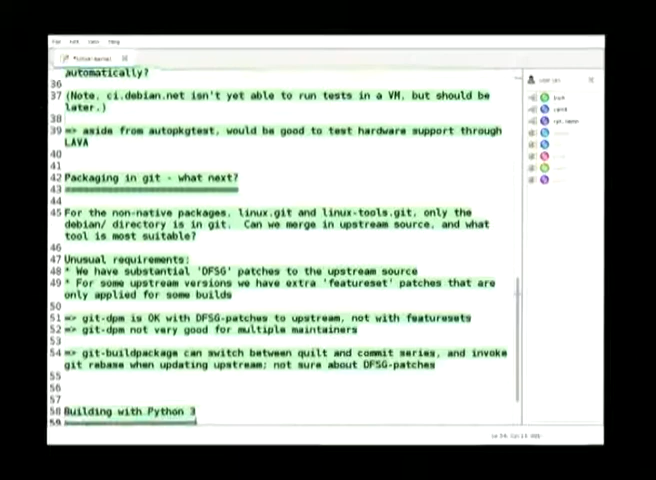 automatically?
36
37 (Note, ci.debian.net isn't yet able to run tests in a VM, but should be
later.)
38
39 => aside from autopkgtest, would be good to test hardware support through
LAVA
40
41
42 Packaging in git - what next?
43 =============================
44
45 For the non-native packages, linux.git and linux-tools.git, only the
debian/ directory is in git.  Can we merge in upstream source, and what
tool is most suitable?
46
47 Unusual requirements:
48 * We have substantial 'DFSG' patches to the upstream source
49 * For some upstream versions we have extra 'featureset' patches that are
only applied for some builds
50
51 => git-dpm is OK with DFSG-patches to upstream, not with featuresets
52 => git-dpm not very good for multiple maintainers
53
54 => git-buildpackage can switch between quilt and commit series, and invoke
git rebase when updating upstream; not sure about DFSG-patches
55
56
57
58 Building with Python 3
59 ======================